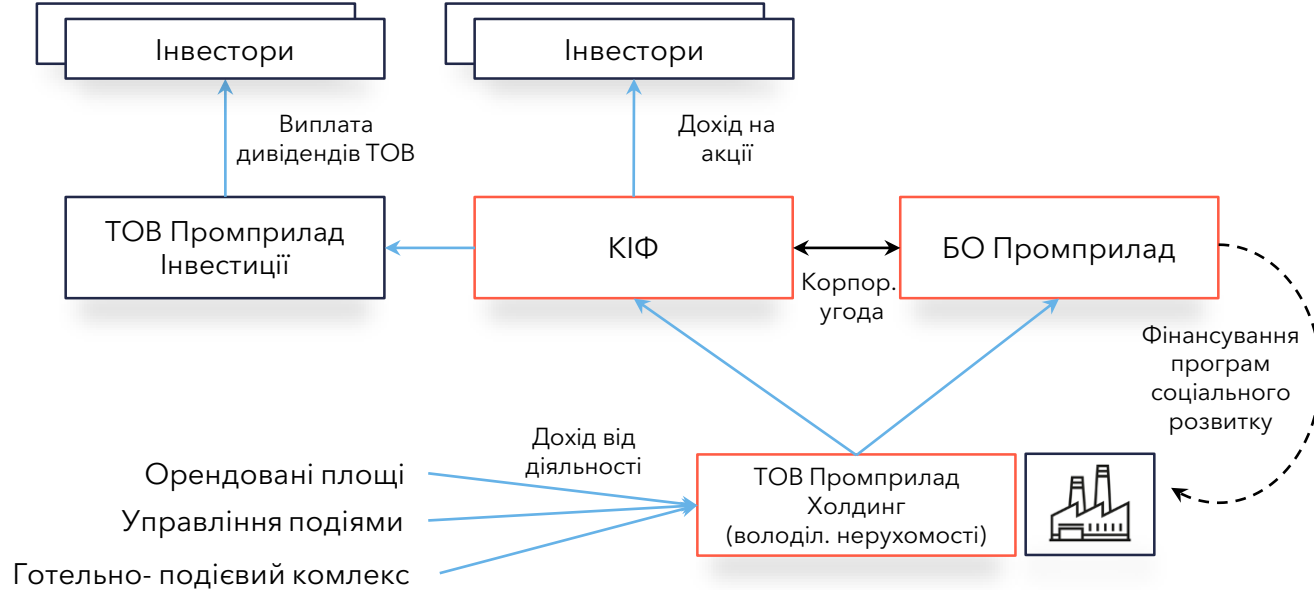 Інвестори
Інвестори
Виплата
дивідендів ТОВ
Дохід на
акції
ТОВ Промприлад
Інвестиції
КІФ
БО Промприлад
Корпор.
угода
Фінансування
програм
соціального
розвитку
Дохід від
діяльності
Орендовані площі
Управління подіями
Готельно- подієвий комлекс
ТОВ Промприлад
Холдинг
(володіл. нерухомості)